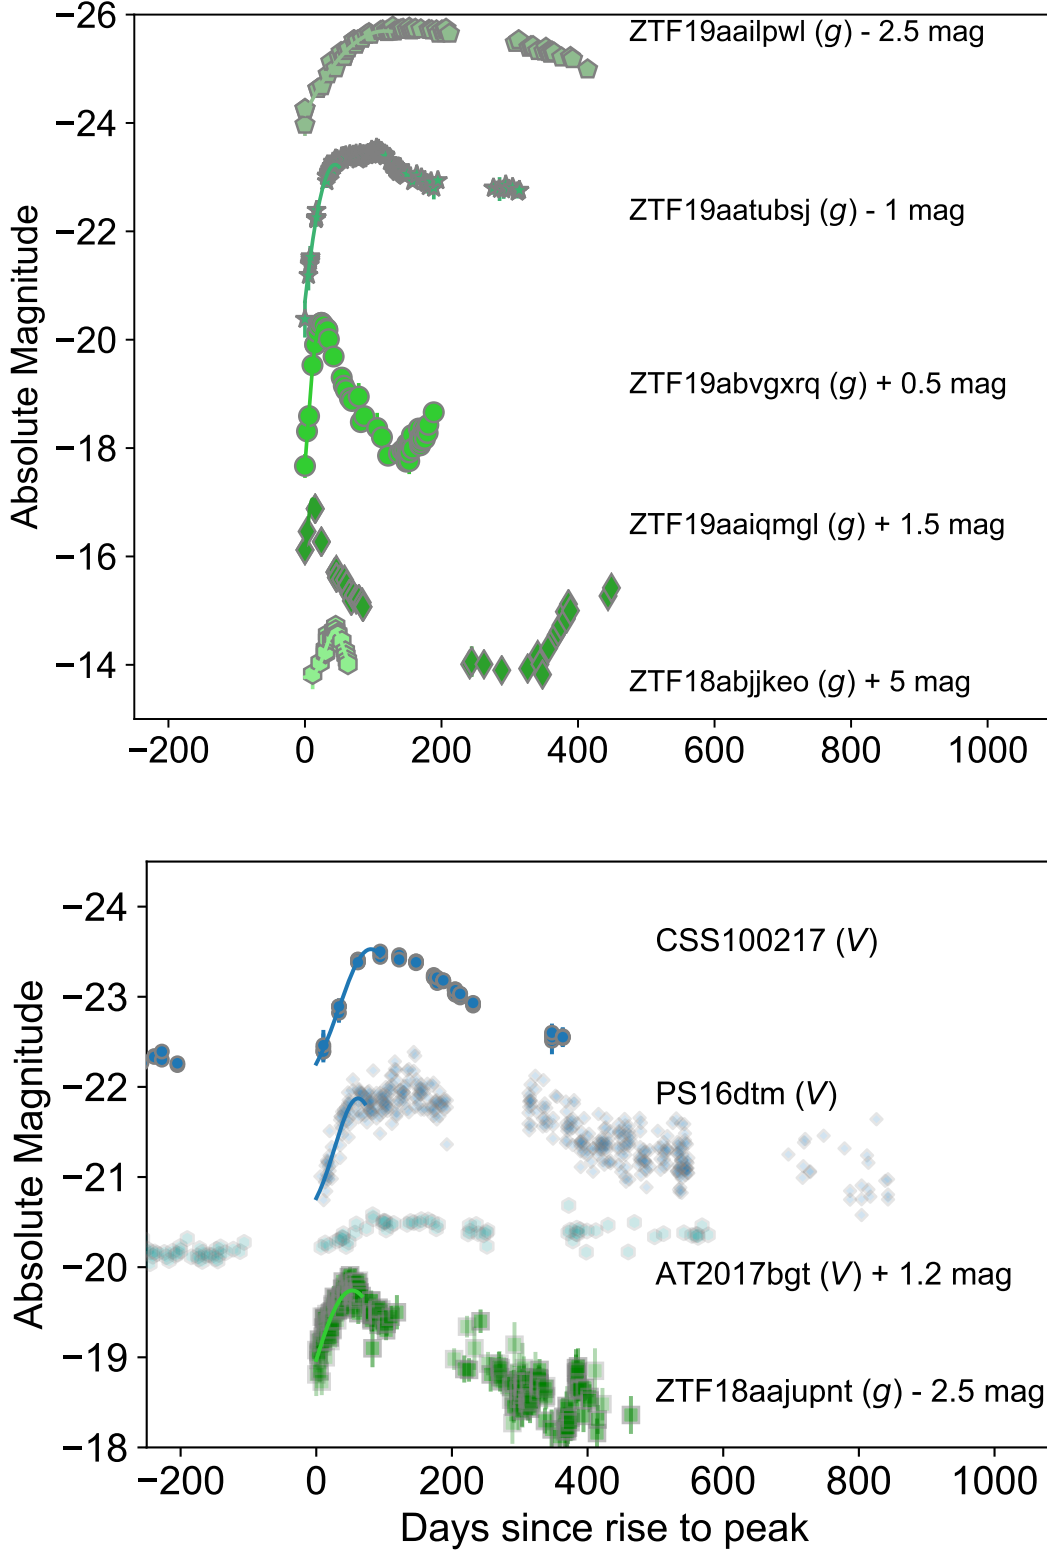 −26
ZTF19aailpwl (g) - 2.5 mag
−24
ZTF19aatubsj (g) - 1 mag
−22
Absolute Magnitude
−20
ZTF19abvgxrq (g) + 0.5 mag
−18
ZTF19aaiqmgl (g) + 1.5 mag
−16
−14
ZTF18abjjkeo (g) + 5 mag
−200 0 200 400 600 800 1000
−24
CSS100217 (V)
−23
−22
PS16dtm (V)
Absolute Magnitude
−21
−20
AT2017bgt (V) + 1.2 mag
−19
ZTF18aajupnt (g) - 2.5 mag
−18
−200 0 200 400 600 800 1000
Days since rise to peak